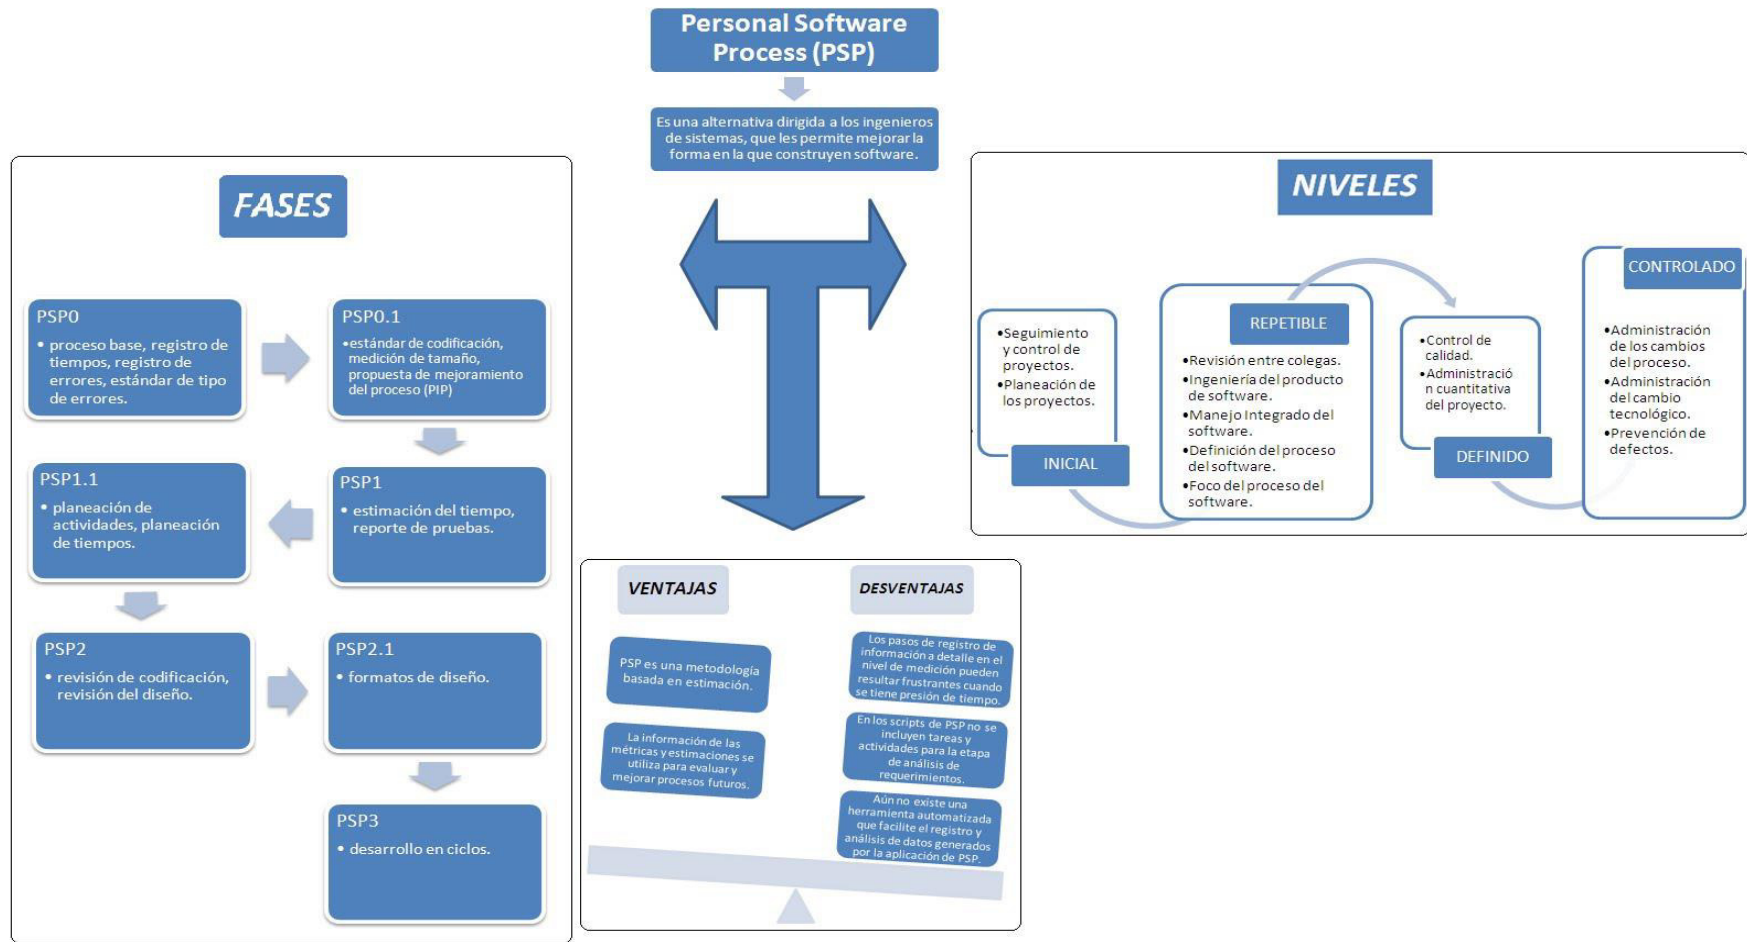 Personal Software
Process (PSP)
Es una alternativa dirigida a los ingenieros
de sistemas, que les permite mejorar la
forma en la que construyen software.
FASES
PSP0
• proceso base, registro de
tiempos, registro de
errores, estándar de tipo
de errores.
PSP0.1
•estándar de codificación,
medición de tamaño,
propuesta de mejoramiento
del proceso (PIP)
PSP1.1
• planeación de
actividades, planeación
de tiempos.
PSP1
• estimación del tiempo,
reporte de pruebas.
PSP2
• revisión de codificación,
revisión del diseño.
PSP2.1
• formatos de diseño.
PSP3
• desarrollo en ciclos.
VENTAJAS
PSP es una metodología
basada en estimación.
La información de las
métricas y estimaciones se
utiliza para evaluar y
mejorar procesos futuros.
DESVENTAJAS
Los pasos de registro de
información a detalle en el
nivel de medición pueden
resultar frustrantes cuando
se tiene presión de tiempo.
En los scripts de PSP no se
incluyen tareas y
actividades para la etapa
de análisis de
requerimientos.
Aún no existe una
herramienta automatizada
que facilite el registro y
análisis de datos generados
por la aplicación de PSP.
NIVELES
•Seguimiento
y control de
proyectos.
•Planeación de
los proyectos.
INICIAL
REPETIBLE
•Revisión entre colegas.
•Ingeniería del producto
de software.
•Manejo Integrado del
software.
•Definición del proceso
del software.
•Foco del proceso del
software.
•Control de
calidad.
•Administració
n cuantitativa
del proyecto.
DEFINIDO
CONTROLADO
•Administración
de los cambios
del proceso.
•Administración
del cambio
tecnológico.
•Prevención de
defectos.